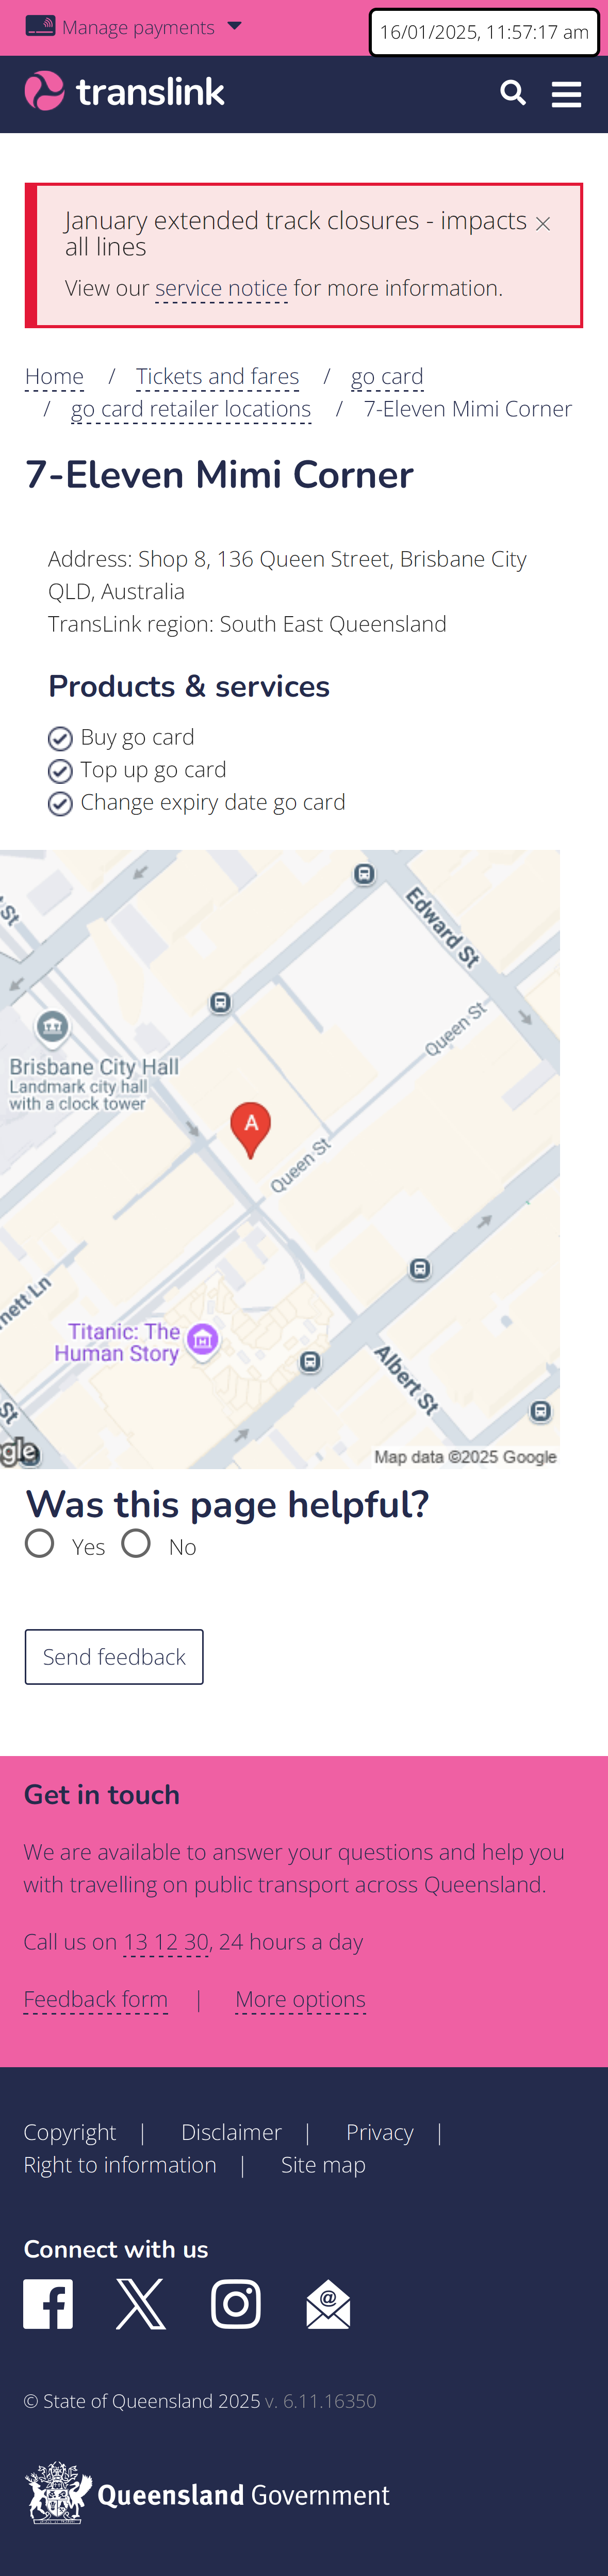 Manage payments
16/01/2025, 11:57:17 am
translink
January extended track closures - impacts
all lines
View our service notice for more information.
Home / Tickets and fares / go card
/ go card retailer locations / 7-Eleven Mimi Corner
7-Eleven Mimi Corner
Address: Shop 8, 136 Queen Street, Brisbane City
QLD, Australia
TransLink region: South East Queensland
Products & services
Buy go card
Top up go card
Change expiry date go card
St
Edward St
Queen St
Brisbane City Hall
Landmark city hall
with a clock tower
A
Queen St
nett Ln
Titanic: The
Human Story
Albert St
St
gle
Map data ©2025 Google
Was this page helpful?
Yes No
Send feedback
Get in touch
We are available to answer your questions and help you
with travelling on public transport across Queensland.
Call us on 13 12 30, 24 hours a day
Feedback form | More options
Copyright | Disclaimer | Privacy |
Right to information | Site map
Connect with us
@
© State of Queensland 2025 v. 6.11.16350
Queensland Government